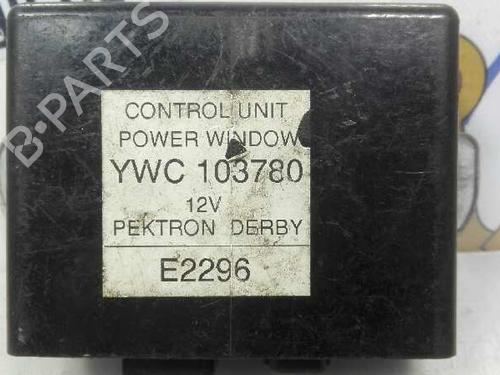 B-PARTS
CONTROL UNIT
POWER WINDOW
YWC 103780
12V
PEKTRON DERBY
E2296